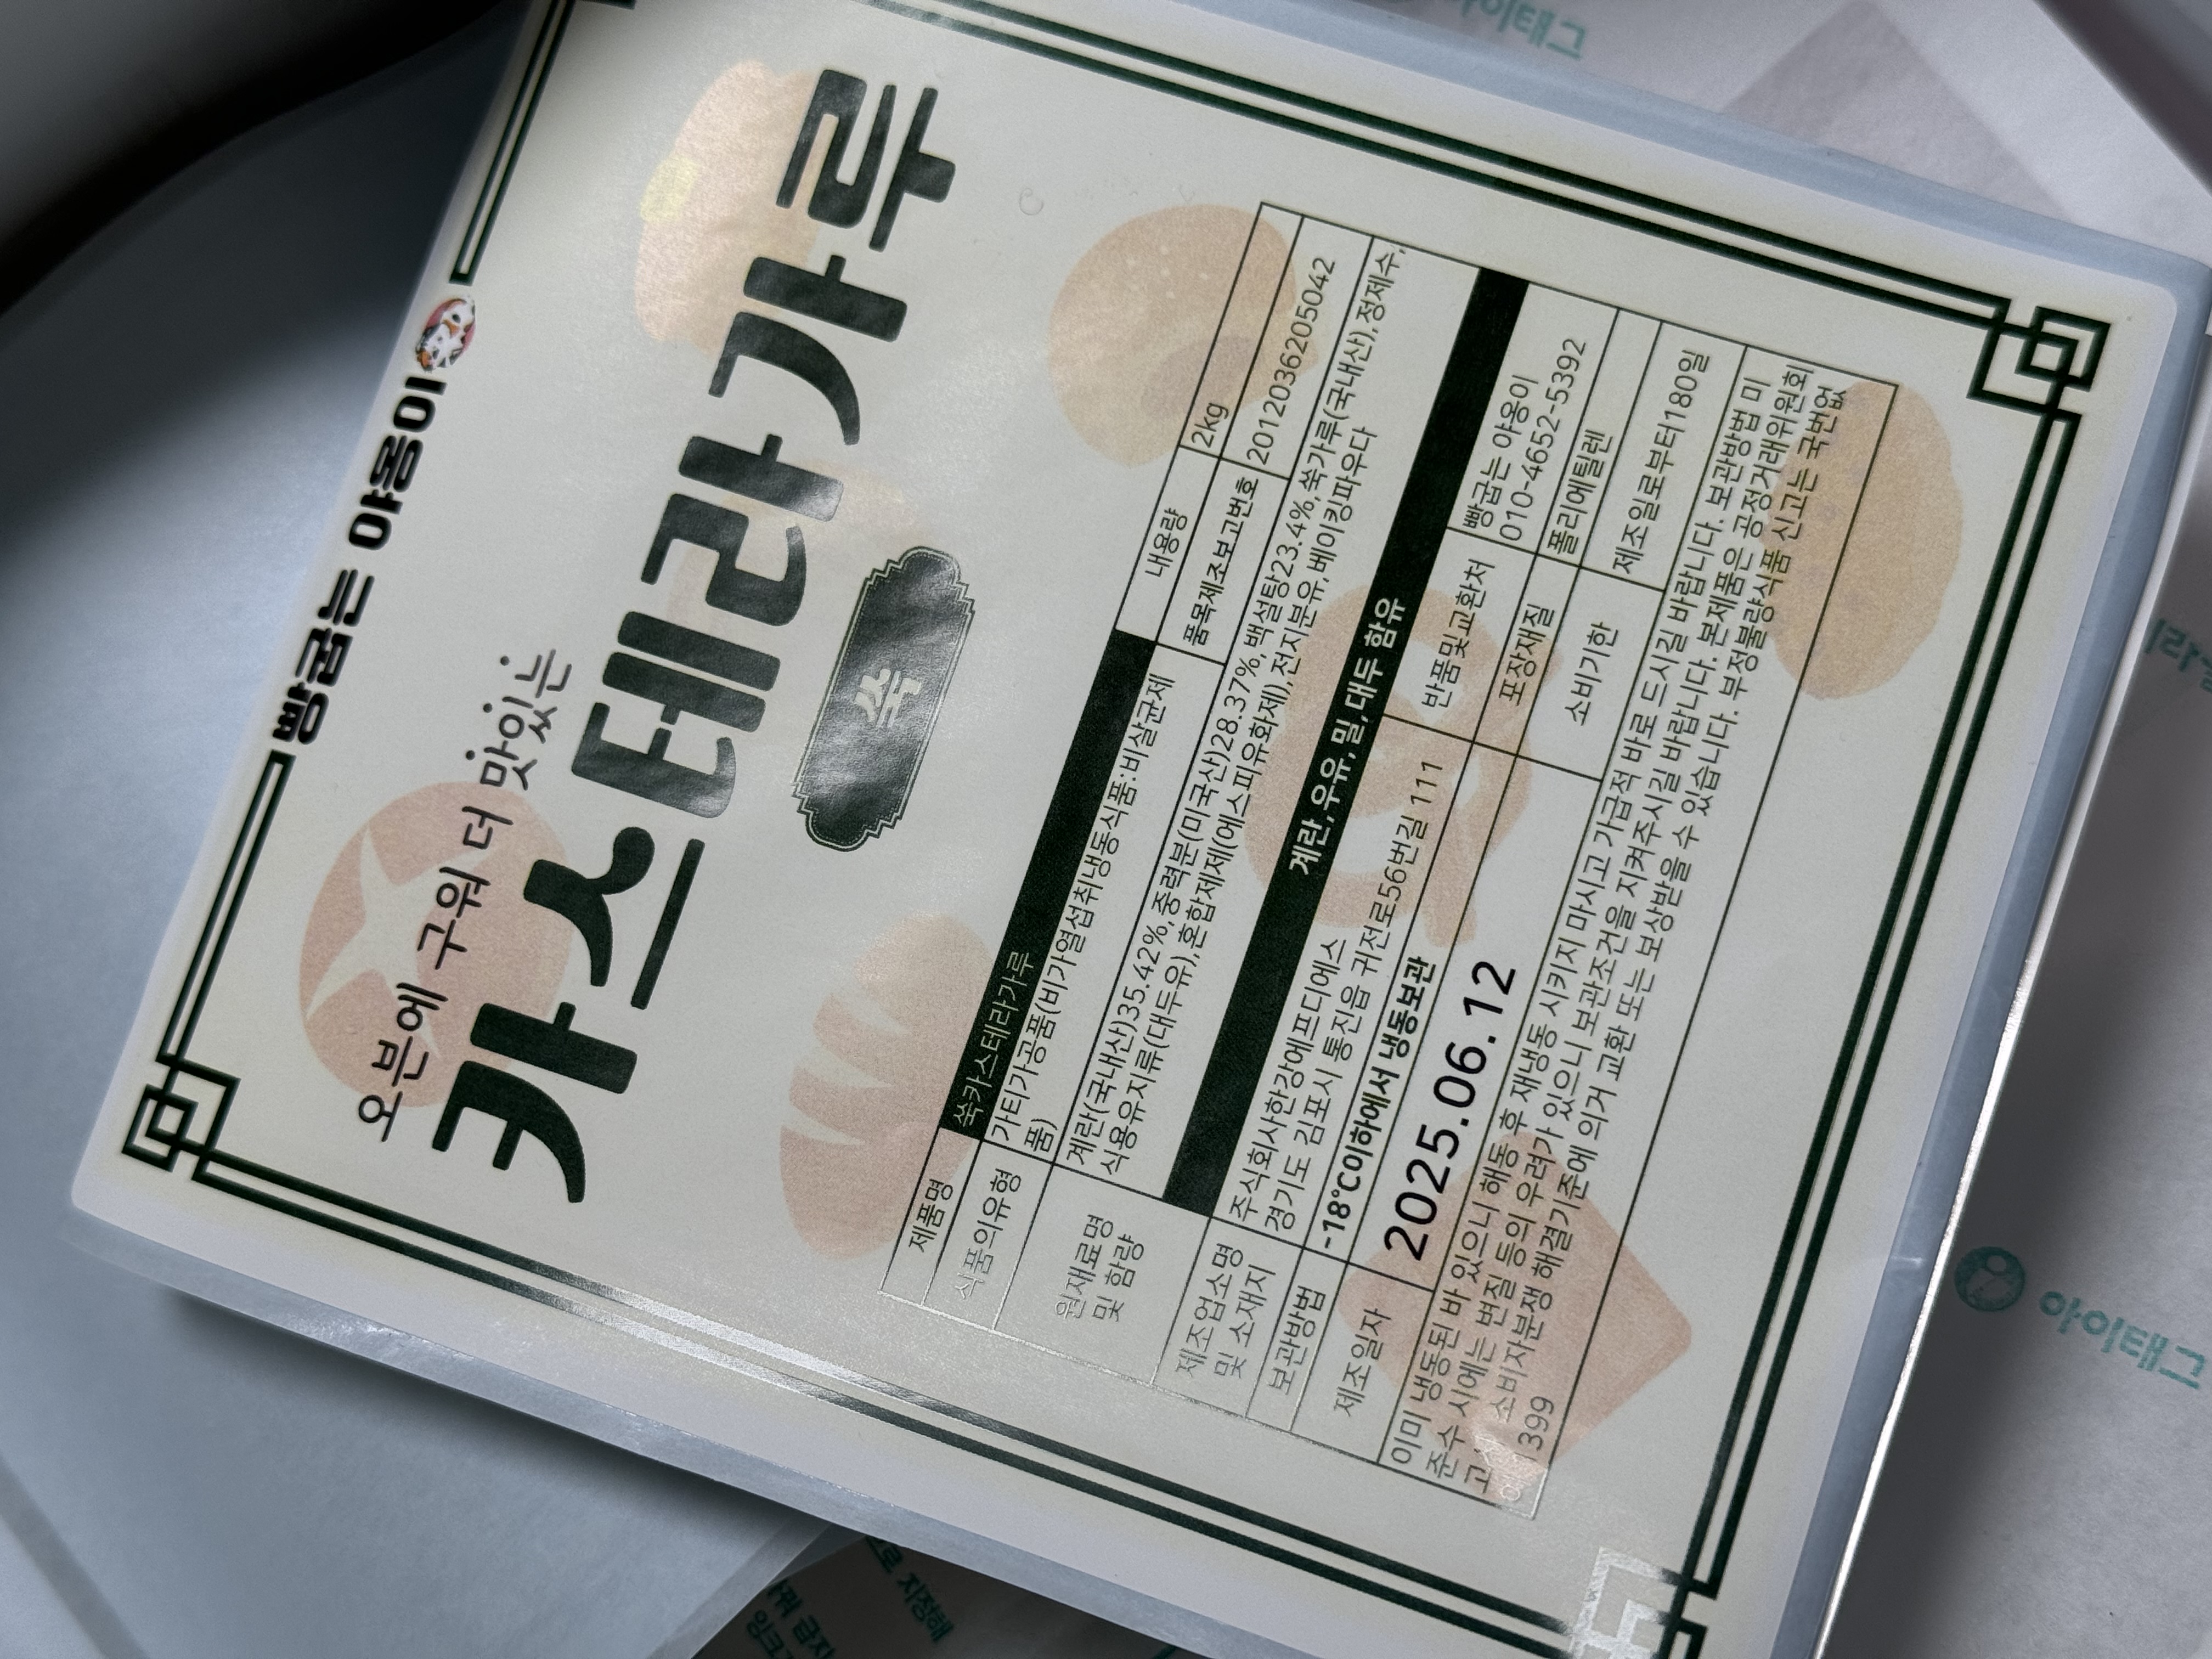 빵굽는 야옹이
오븐에 구워 더 맛있는
카스테라가루
쑥
제품명
쑥카스테라가루
내용량
2kg
식품의유형
가티가공품(비가열섭취냉동식품:비살균제
품)
품목제조보고번호
2012036205042
원재료명
및 함량
계란(국내산)35.42%,중력분(미국산)28.37%,백설탕23.4%,쑥가루(국내산),정제수,
식용유지류(대두유),혼합제제(에스피유화제),전지분유,베이킹파우다
계란,우유,밀,대두 함유
제조업소명
및 소재지
주식회사한강에프디에스
경기도 김포시 통진읍 귀전로56번길 111
반품및교환처
빵굽는 야옹이
010-4652-5392
보관방법
-18℃이하에서 냉동보관
포장재질
폴리에틸렌
제조일자
2025.06.12
소비기한
제조일로부터180일
이미 냉동된 바 있으니 해동 후 재냉동 시키지 마시고 가급적 바로 드시길 바랍니다. 보관방법 미
준수 시에는 변질 등의 우려가 있으니 보관조건을 지켜주시길 바랍니다. 본제품은 공정거래위원회
고 소비자분쟁 해결기준에 의거 교환 또는 보상받을 수 있습니다. 부정불량식품 신고는 국번없
1399
아이태그
아이태그